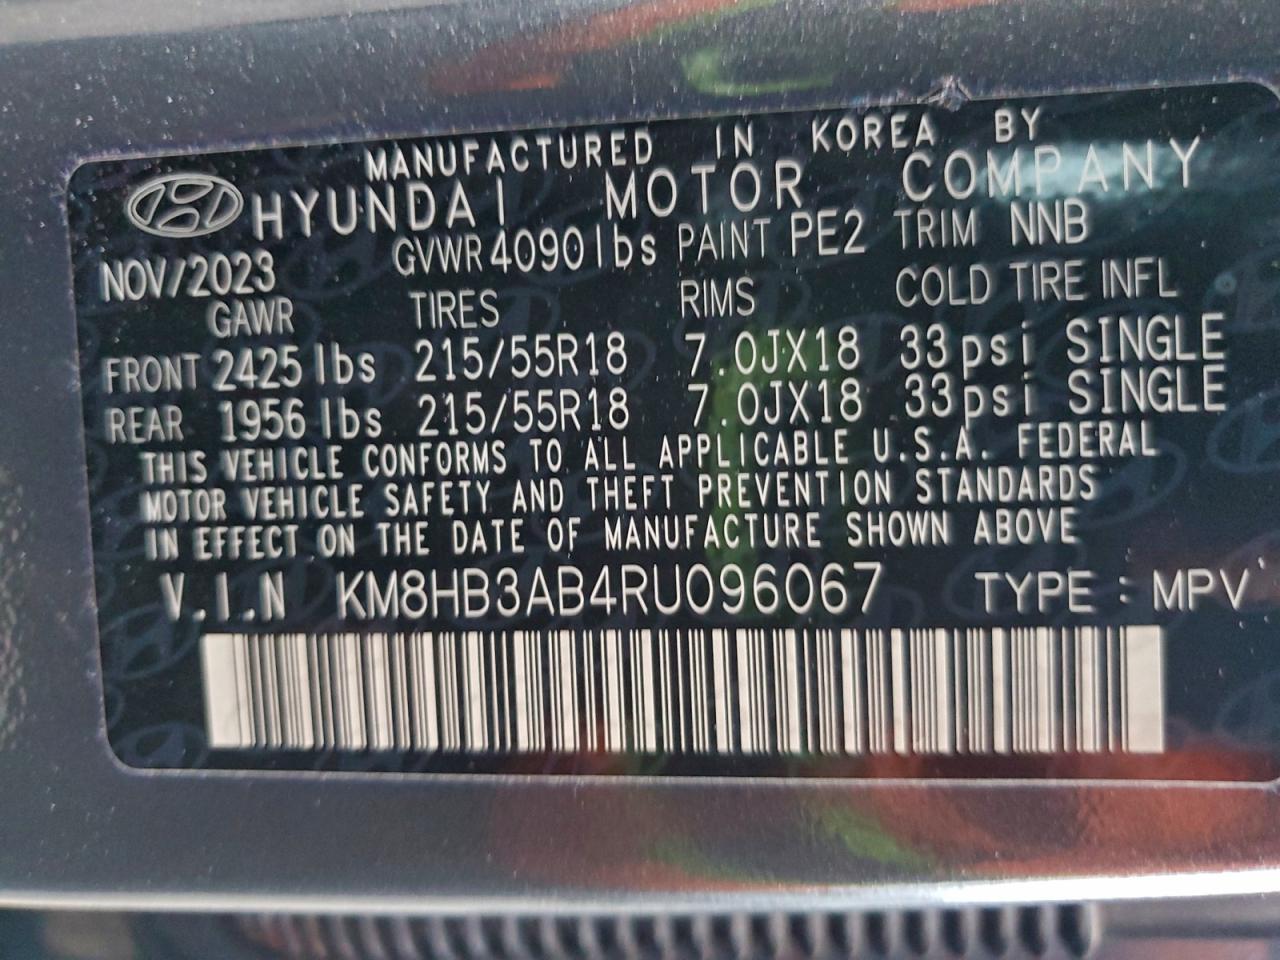 MANUFACTURED IN KOREA BY
HYUNDAI MOTOR COMPANY
NOV/2023 GVWR 4090 lbs PAINT PE2 TRIM NNB
GAWR TIRES RIMS COLD TIRE INFL
FRONT 2425 lbs 215/55R18 7.0JX18 33psi SINGLE
REAR 1956 lbs 215/55R18 7.0JX18 33psi SINGLE
THIS VEHICLE CONFORMS TO ALL APPLICABLE U.S.A. FEDERAL
MOTOR VEHICLE SAFETY AND THEFT PREVENTION STANDARDS
IN EFFECT ON THE DATE OF MANUFACTURE SHOWN ABOVE
V.I.N KM8HB3AB4RU096067 TYPE : MPV